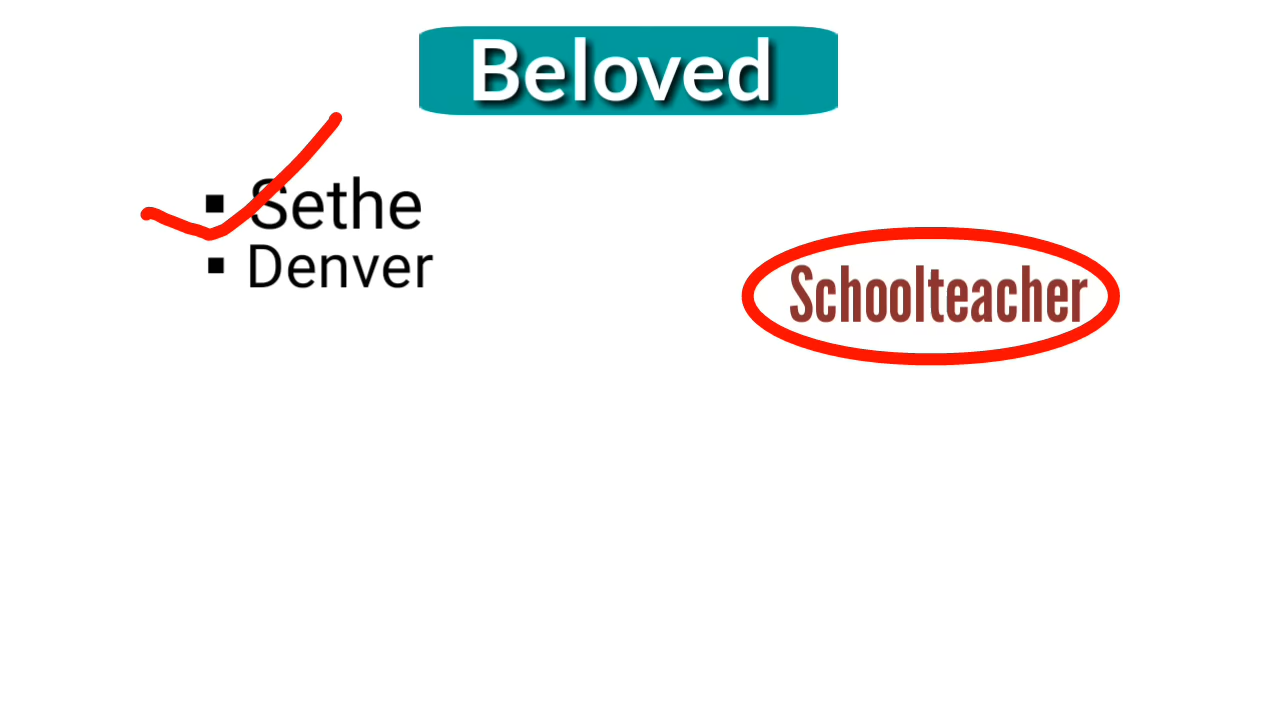 Beloved
▪ Sethe
▪ Denver
Schoolteacher